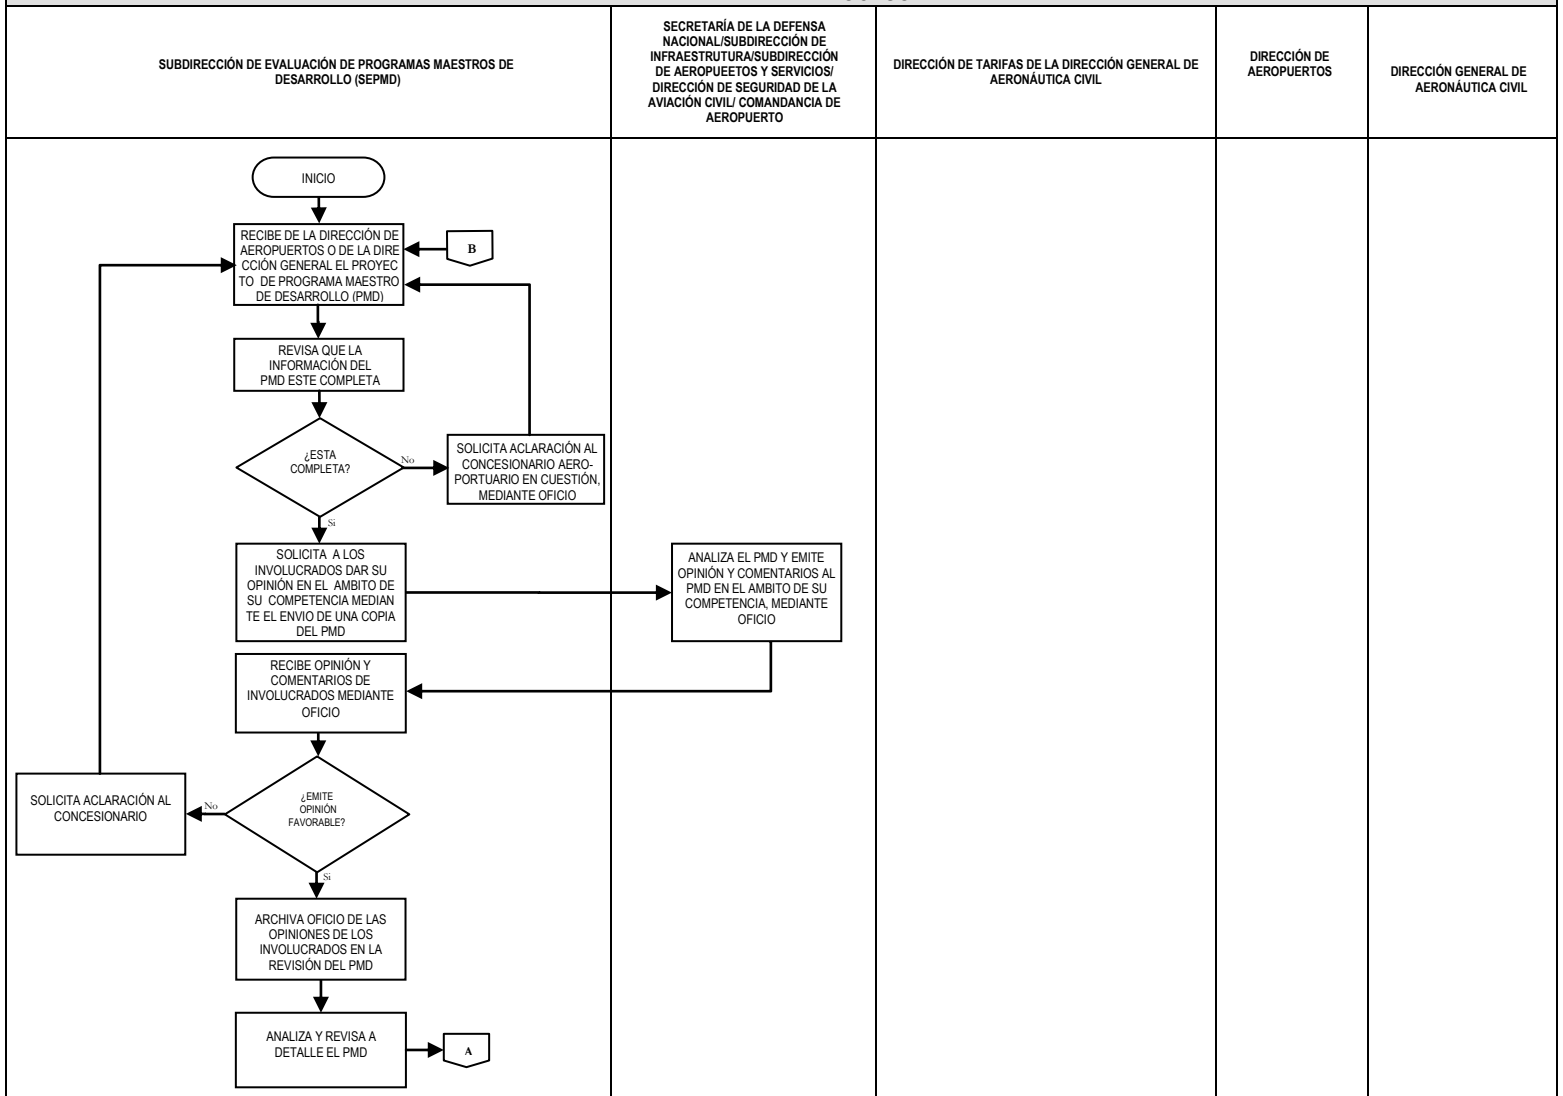 SUBDIRECCIÓN DE EVALUACIÓN DE PROGRAMAS MAESTROS DE
DESARROLLO (SEPMD)
SECRETARÍA DE LA DEFENSA
NACIONAL/SUBDIRECCIÓN DE
INFRAESTRUTURA/SUBDIRECCIÓN
DE AEROPUEETOS Y SERVICIOS/
DIRECCIÓN DE SEGURIDAD DE LA
AVIACIÓN CIVIL/ COMANDANCIA DE
AEROPUERTO
DIRECCIÓN DE TARIFAS DE LA DIRECCIÓN GENERAL DE
AERONÁUTICA CIVIL
DIRECCIÓN DE
AEROPUERTOS
DIRECCIÓN GENERAL DE
AERONÁUTICA CIVIL
INICIO
RECIBE DE LA DIRECCIÓN DE
AEROPUERTOS O DE LA DIRE
CCIÓN GENERAL EL PROYEC
TO DE PROGRAMA MAESTRO
DE DESARROLLO (PMD)
B
REVISA QUE LA
INFORMACIÓN DEL
PMD ESTE COMPLETA
¿ESTA
COMPLETA?
No
SOLICITA ACLARACIÓN AL
CONCESIONARIO AERO-
PORTUARIO EN CUESTIÓN,
MEDIANTE OFICIO
Si
SOLICITA A LOS
INVOLUCRADOS DAR SU
OPINIÓN EN EL AMBITO DE
SU COMPETENCIA MEDIAN
TE EL ENVIO DE UNA COPIA
DEL PMD
ANALIZA EL PMD Y EMITE
OPINIÓN Y COMENTARIOS AL
PMD EN EL AMBITO DE SU
COMPETENCIA, MEDIANTE
OFICIO
RECIBE OPINIÓN Y
COMENTARIOS DE
INVOLUCRADOS MEDIANTE
OFICIO
¿EMITE
OPINIÓN
FAVORABLE?
No
SOLICITA ACLARACIÓN AL
CONCESIONARIO
Si
ARCHIVA OFICIO DE LAS
OPINIONES DE LOS
INVOLUCRADOS EN LA
REVISIÓN DEL PMD
ANALIZA Y REVISA A
DETALLE EL PMD
A